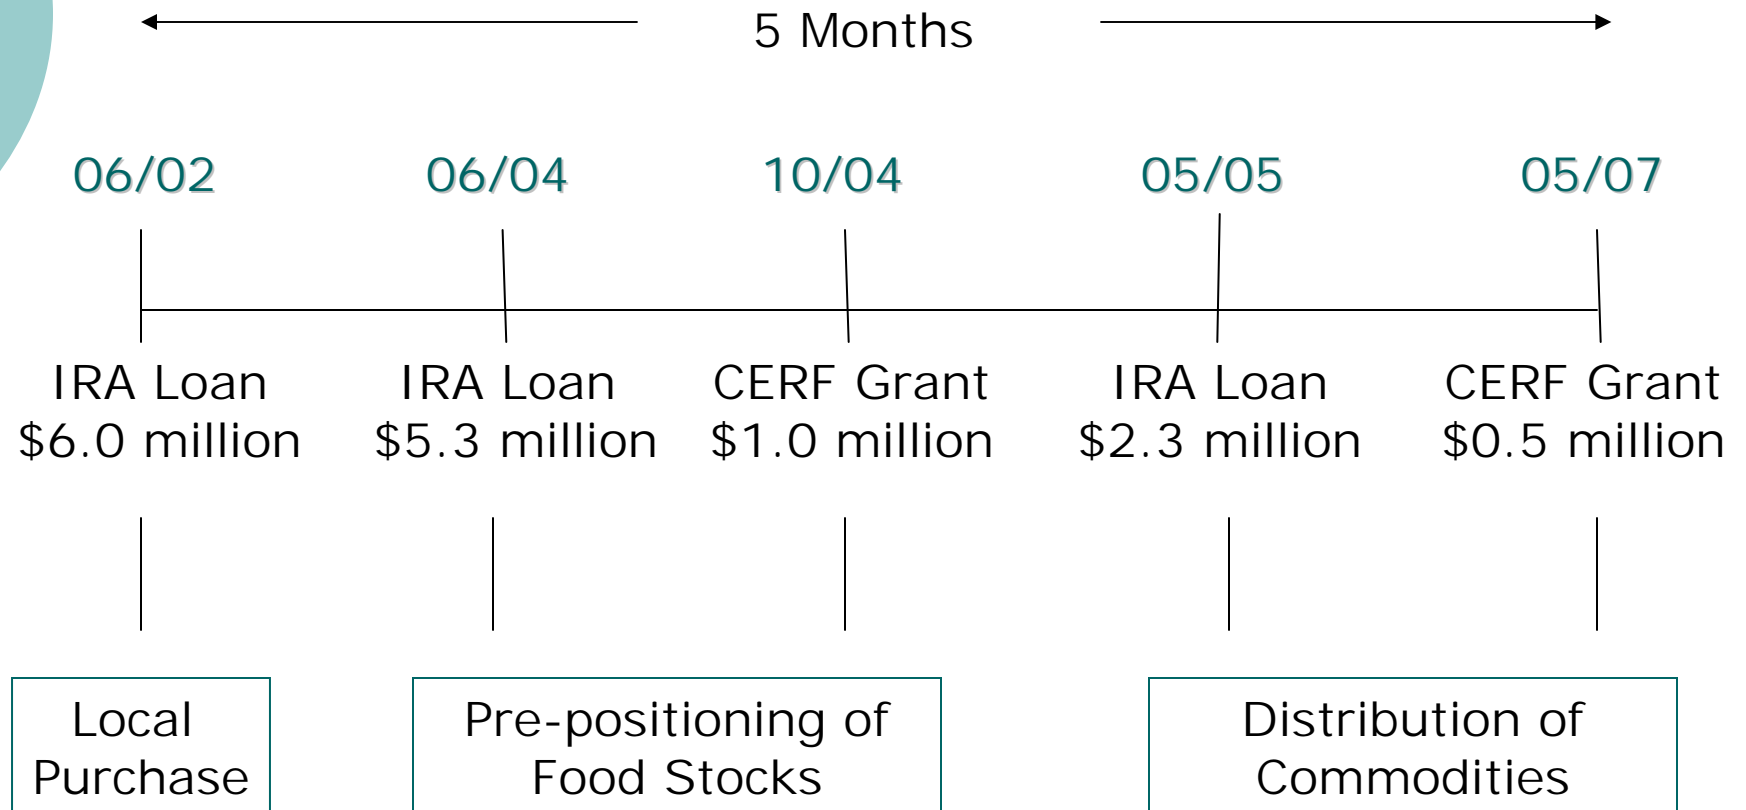 5 Months
06/02
06/04
10/04
05/05
05/07
IRA Loan
$6.0 million
IRA Loan
$5.3 million
CERF Grant
$1.0 million
IRA Loan
$2.3 million
CERF Grant
$0.5 million
Local
Purchase
Pre-positioning of
Food Stocks
Distribution of
Commodities